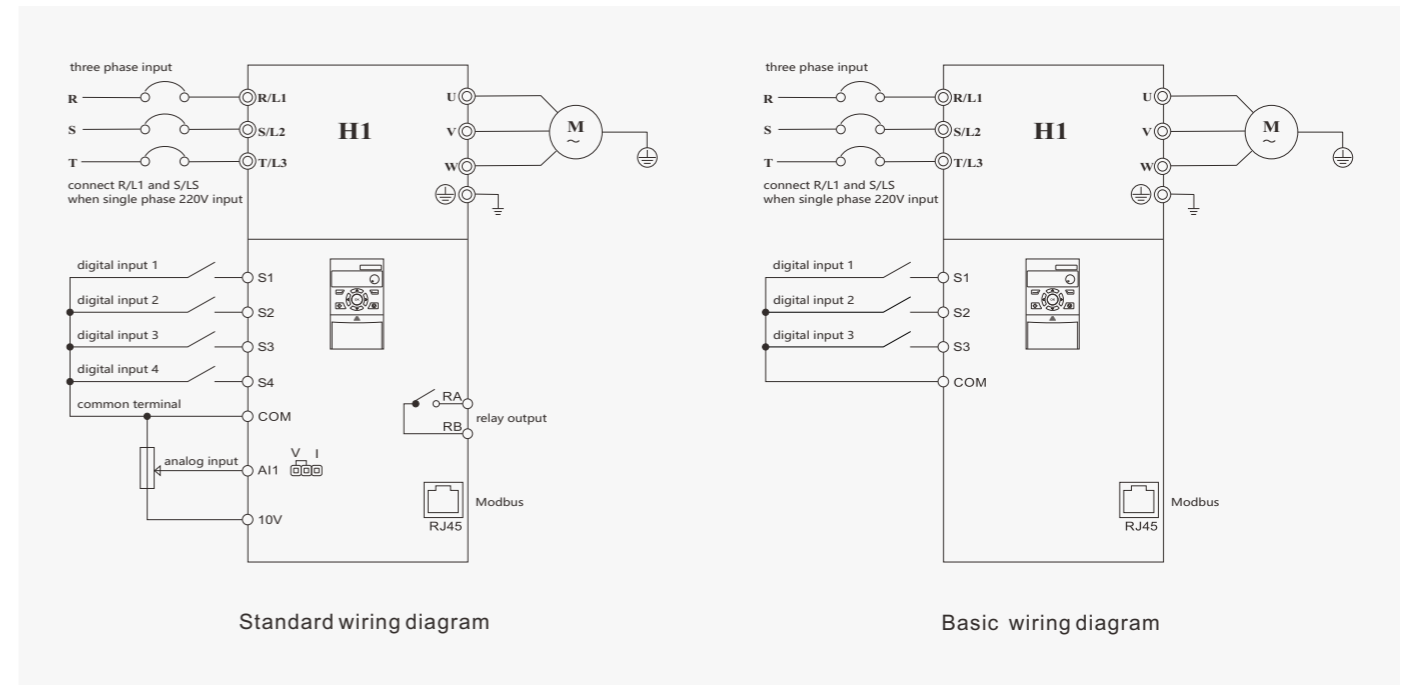 three phase input
R
R/L1
S
S/L2
T
T/L3
connect R/L1 and S/LS
when single phase 220V input
H1
U
V
W
M
~
digital input 1
S1
digital input 2
S2
digital input 3
S3
digital input 4
S4
common terminal
COM
analog input
AI1
V I
10V
RA
RB
relay output
Modbus
RJ45
Standard wiring diagram
three phase input
R
R/L1
S
S/L2
T
T/L3
connect R/L1 and S/LS
when single phase 220V input
H1
U
V
W
M
~
digital input 1
S1
digital input 2
S2
digital input 3
S3
COM
Modbus
RJ45
Basic wiring diagram